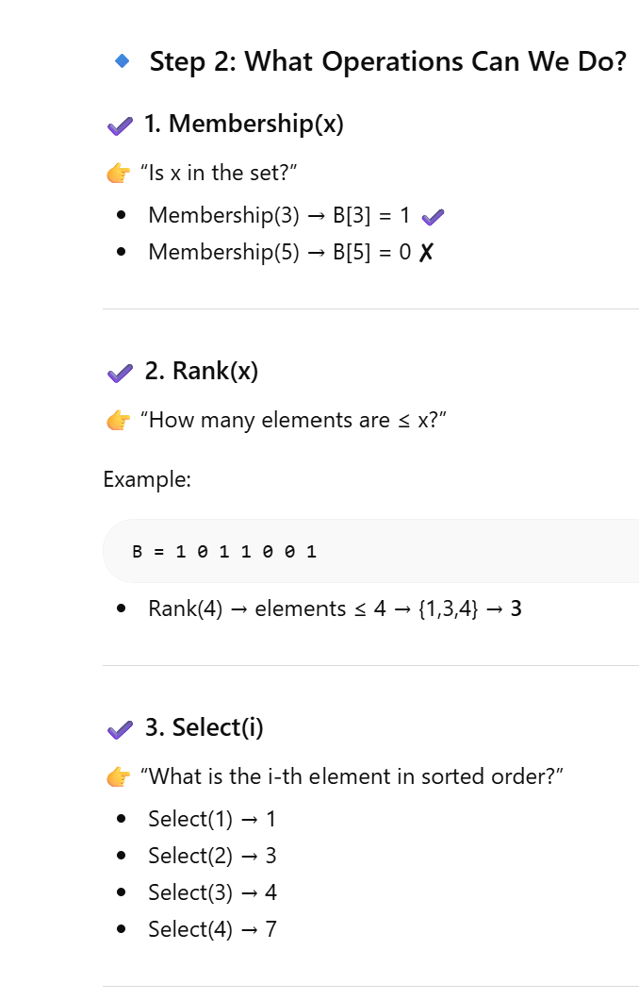 Step 2: What Operations Can We Do?
1. Membership(x)
“Is x in the set?”
Membership(3) → B[3] = 1 ✔
Membership(5) → B[5] = 0 ✗
2. Rank(x)
“How many elements are ≤ x?”
Example:
B = 1 0 1 1 0 0 1
Rank(4) → elements ≤ 4 → {1,3,4} → 3
3. Select(i)
“What is the i-th element in sorted order?”
Select(1) → 1
Select(2) → 3
Select(3) → 4
Select(4) → 7